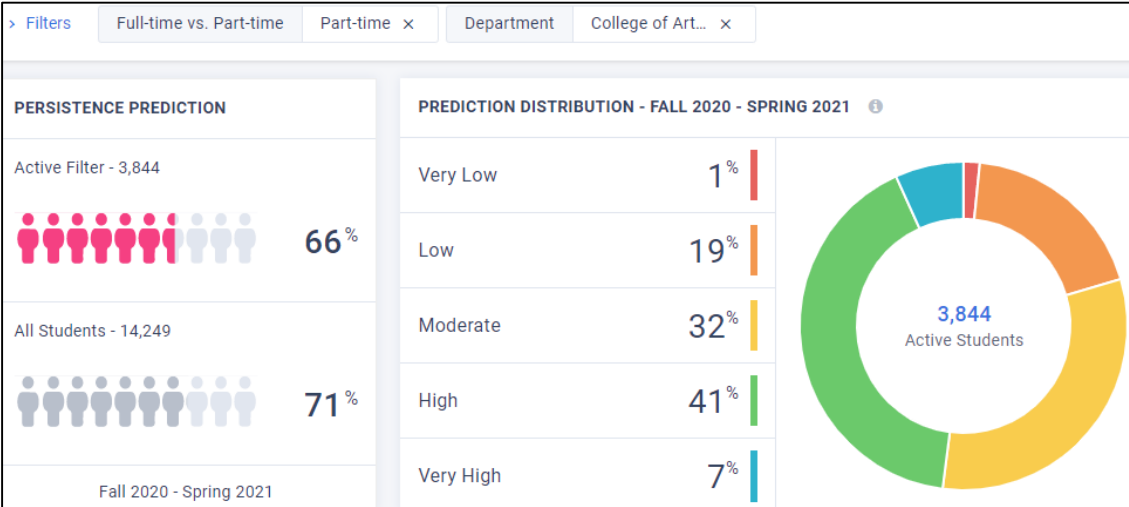 > Filters Full-time vs. Part-time Part-time × Department College of Art... ×
PERSISTENCE PREDICTION
Active Filter - 3,844
66%
All Students - 14,249
71%
Fall 2020 - Spring 2021
PREDICTION DISTRIBUTION - FALL 2020 - SPRING 2021 i
Very Low 1%
Low 19%
Moderate 32%
High 41%
Very High 7%
3,844
Active Students